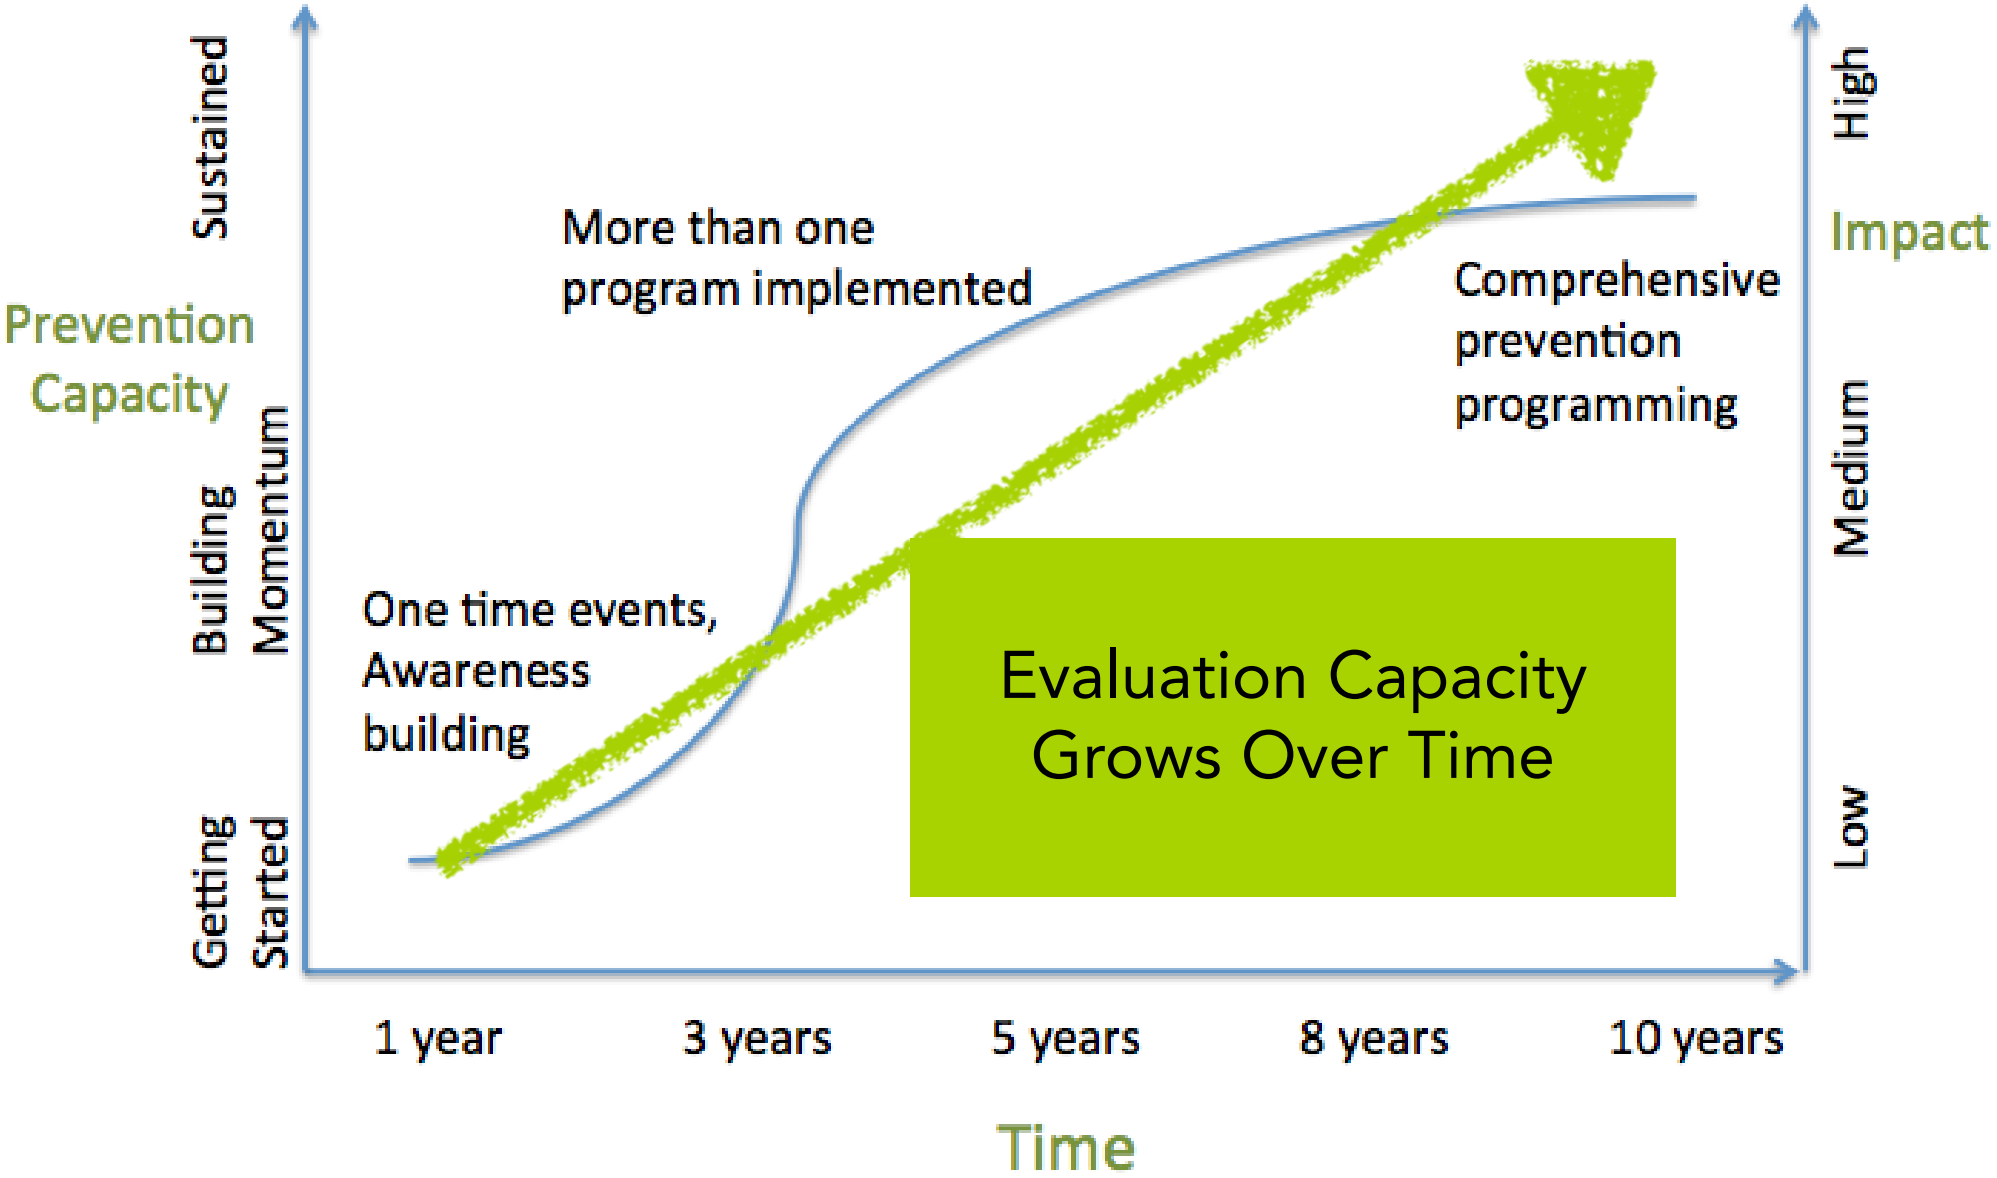 Sustained
High
More than one
program implemented
Impact
Comprehensive
prevention
programming
Prevention
Capacity
Building
Momentum
Medium
One time events,
Awareness
building
Evaluation Capacity
Grows Over Time
Getting
Started
Low
1 year
3 years
5 years
8 years
10 years
Time